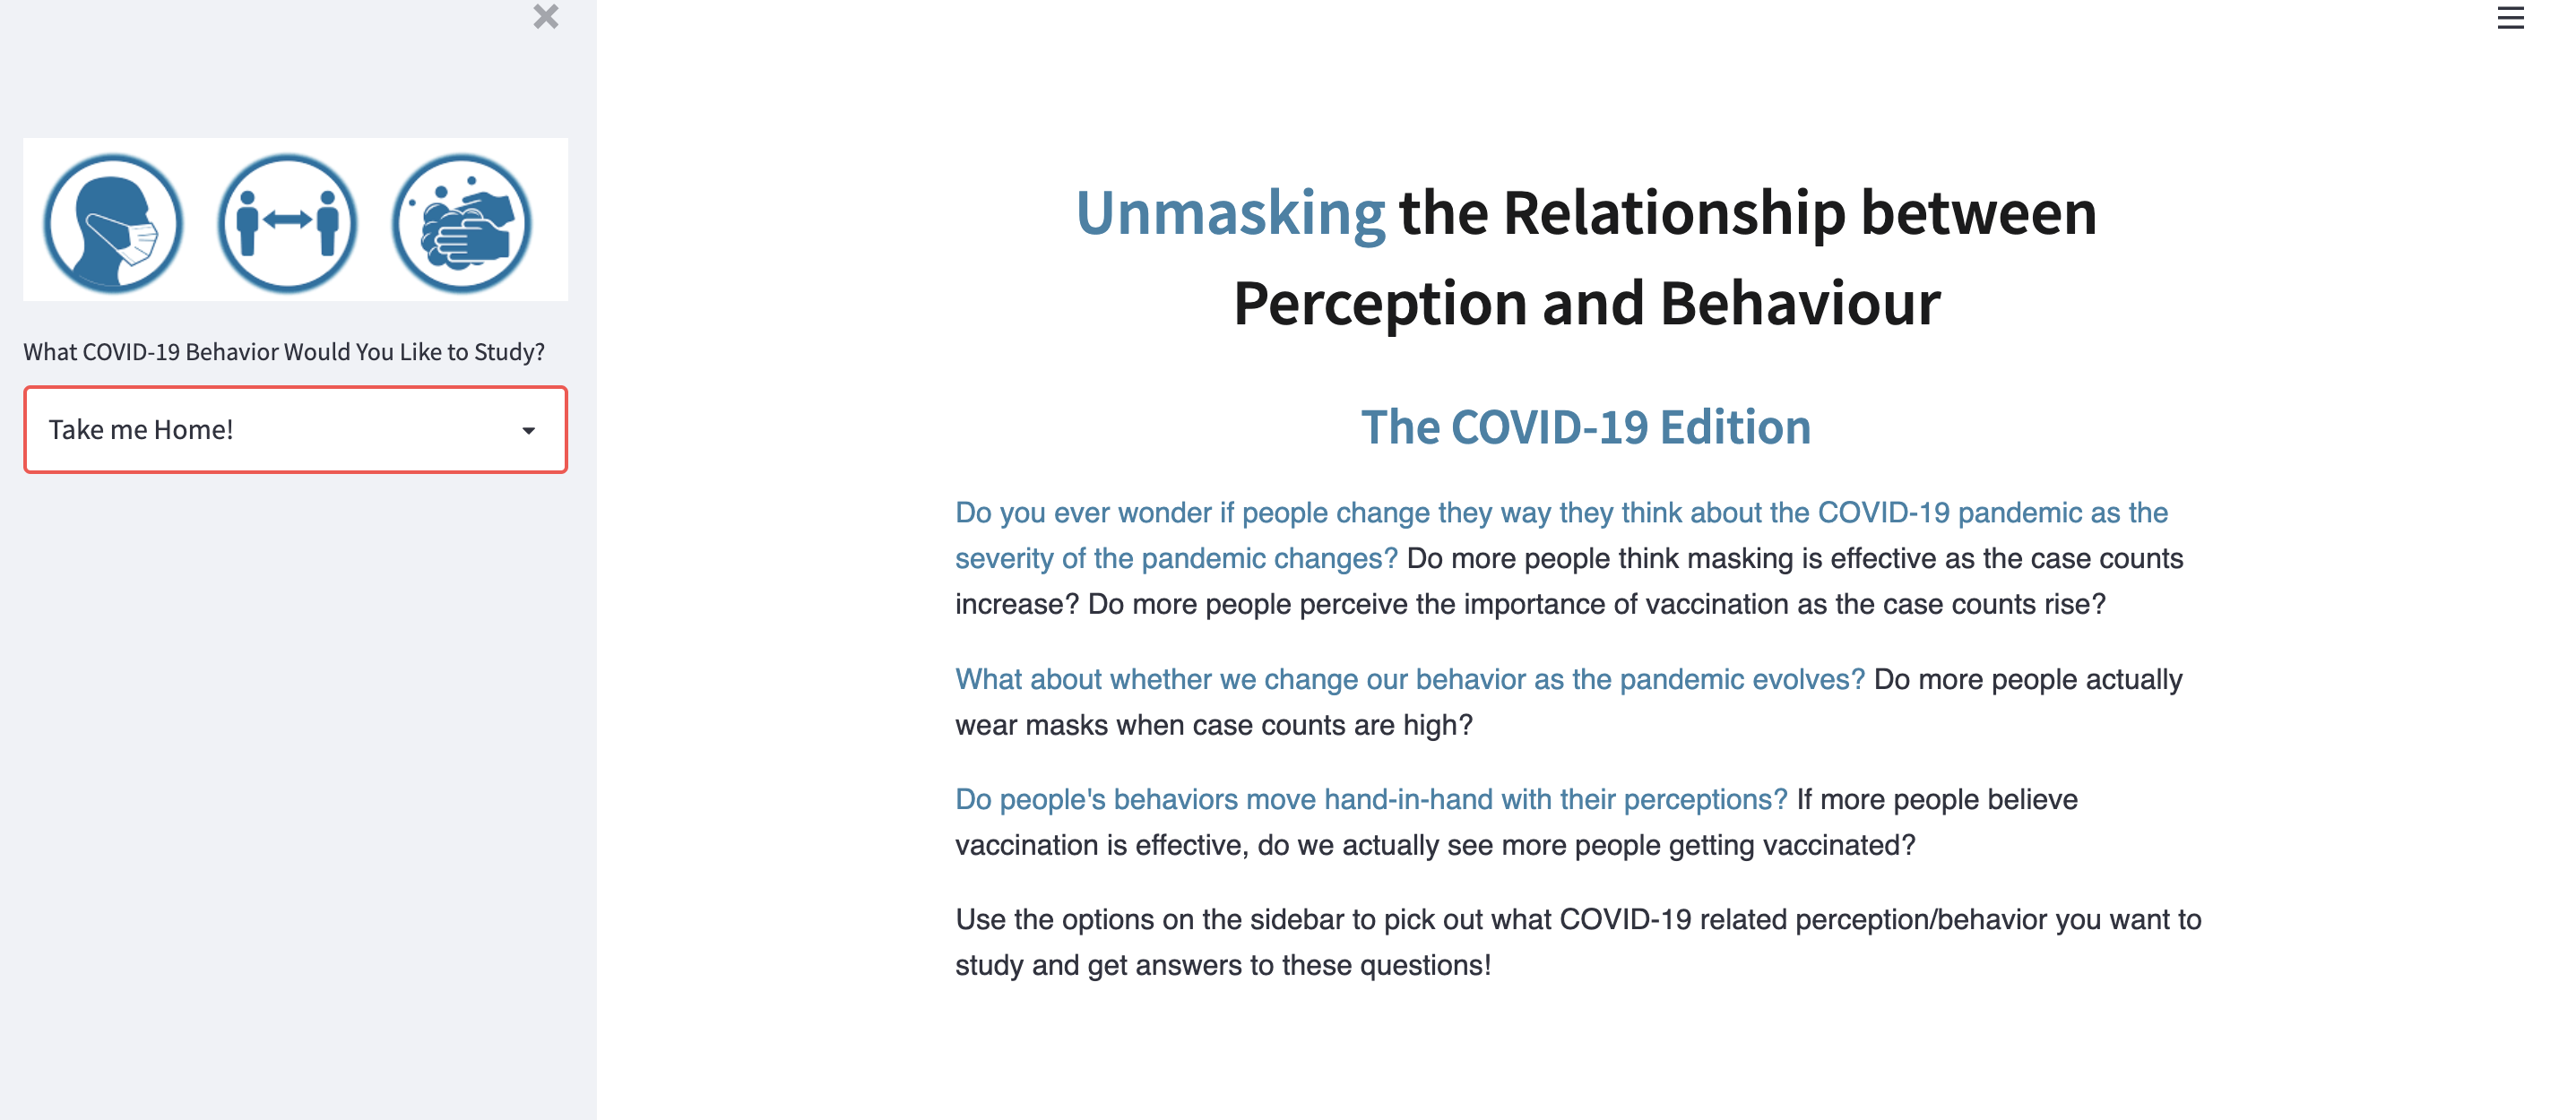 What COVID-19 Behavior Would You Like to Study?
Take me Home!
Unmasking the Relationship between
Perception and Behaviour
The COVID-19 Edition
Do you ever wonder if people change they way they think about the COVID-19 pandemic as the
severity of the pandemic changes? Do more people think masking is effective as the case counts
increase? Do more people perceive the importance of vaccination as the case counts rise?
What about whether we change our behavior as the pandemic evolves? Do more people actually
wear masks when case counts are high?
Do people's behaviors move hand-in-hand with their perceptions? If more people believe
vaccination is effective, do we actually see more people getting vaccinated?
Use the options on the sidebar to pick out what COVID-19 related perception/behavior you want to
study and get answers to these questions!